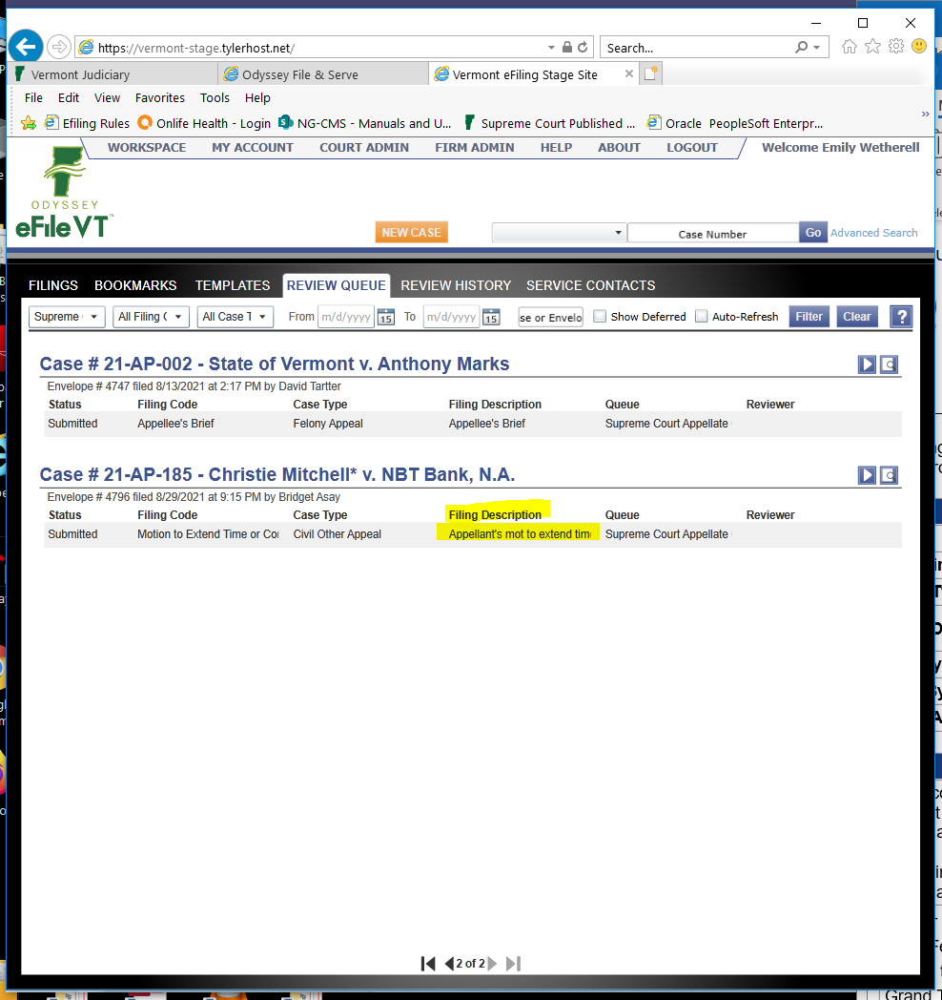 https://vermont-stage.tylerhost.net/
Search...
Vermont Judiciary
Odyssey File & Serve
Vermont eFiling Stage Site
File Edit View Favorites Tools Help
Efiling Rules
Onlife Health - Login
NG-CMS - Manuals and U...
Supreme Court Published ...
Oracle PeopleSoft Enterpr...
WORKSPACE MY ACCOUNT COURT ADMIN FIRM ADMIN HELP ABOUT LOGOUT Welcome Emily Wetherell
ODYSSEY
eFileVT™
NEW CASE Case Number Go Advanced Search
FILINGS BOOKMARKS TEMPLATES REVIEW QUEUE REVIEW HISTORY SERVICE CONTACTS
Supreme All Filing C All Case T From m/d/yyyy 15 To m/d/yyyy 15 se or Envelo Show Deferred Auto-Refresh Filter Clear ?
Case # 21-AP-002 - State of Vermont v. Anthony Marks
Envelope # 4747 filed 8/13/2021 at 2:17 PM by David Tartter
Status Filing Code Case Type Filing Description Queue Reviewer
Submitted Appellee's Brief Felony Appeal Appellee's Brief Supreme Court Appellate
Case # 21-AP-185 - Christie Mitchell* v. NBT Bank, N.A.
Envelope # 4796 filed 8/29/2021 at 9:15 PM by Bridget Asay
Status Filing Code Case Type Filing Description Queue Reviewer
Submitted Motion to Extend Time or Cor Civil Other Appeal Appellant's mot to extend tim Supreme Court Appellate
2 of 2
Grand